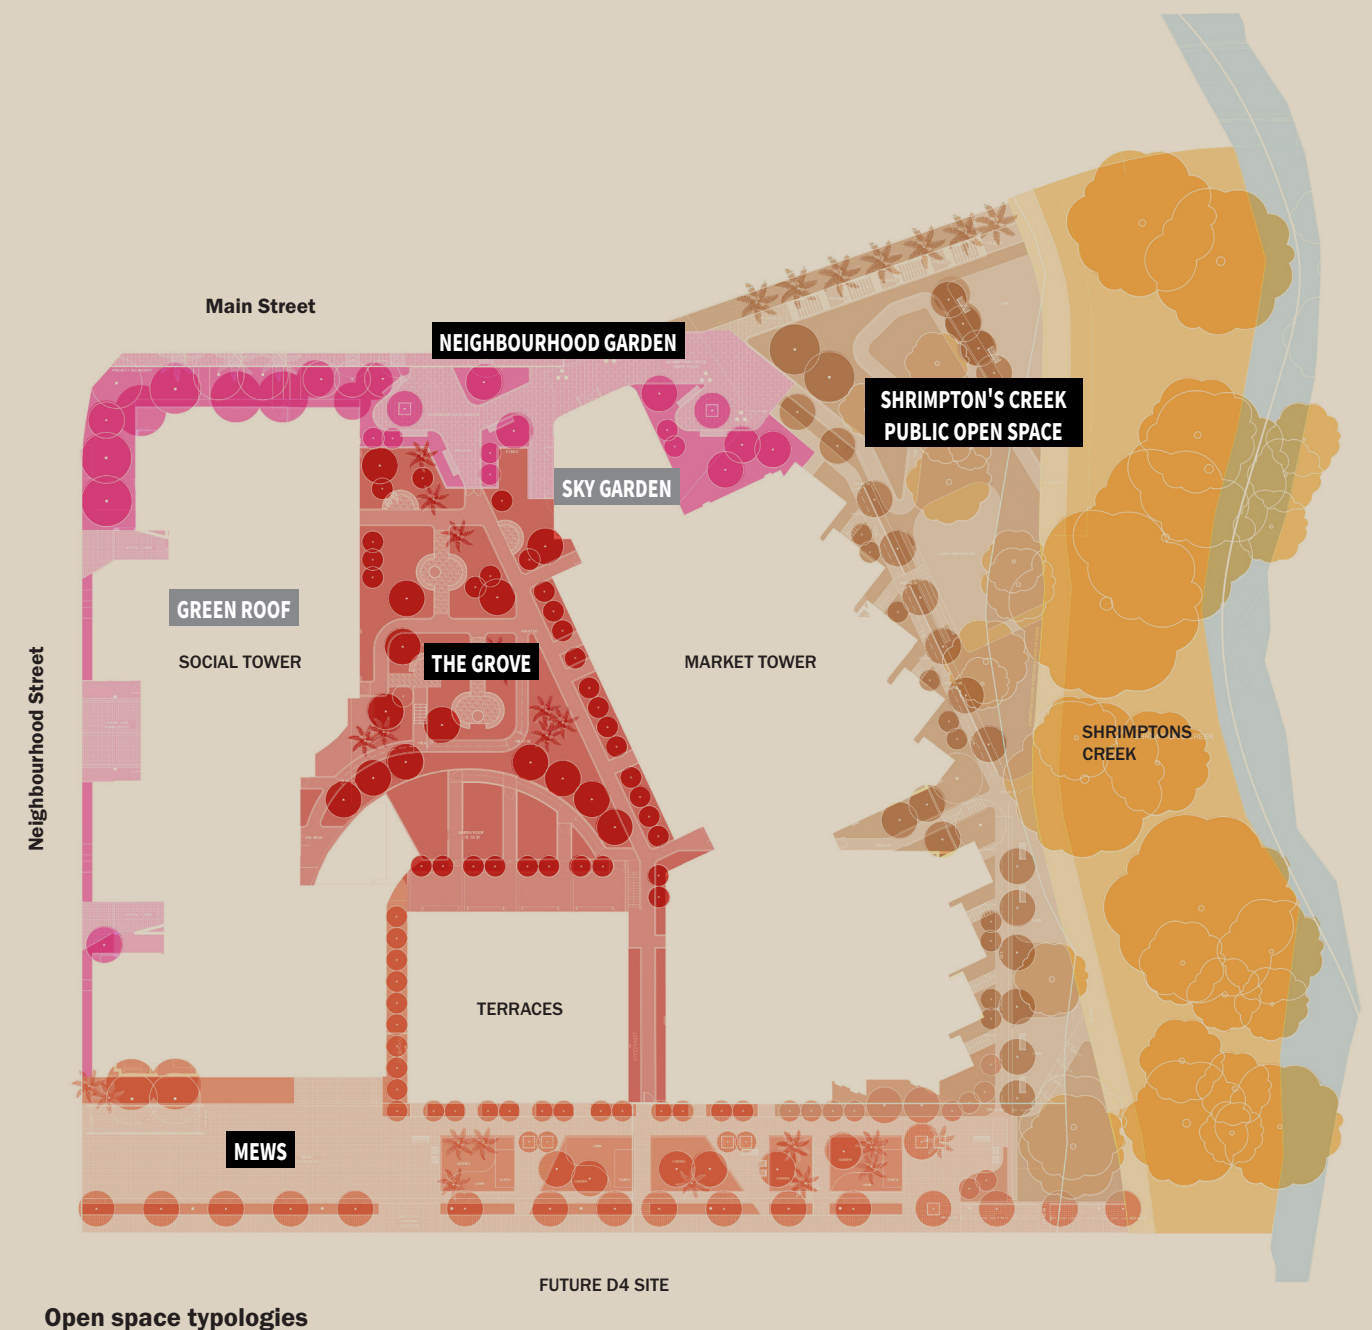 Main Street
NEIGHBOURHOOD GARDEN
SHRIMPTON'S CREEK
PUBLIC OPEN SPACE
SKY GARDEN
GREEN ROOF
SOCIAL TOWER
THE GROVE
MARKET TOWER
Neighbourhood Street
SHRIMPTONS
CREEK
TERRACES
MEWS
FUTURE D4 SITE
Open space typologies